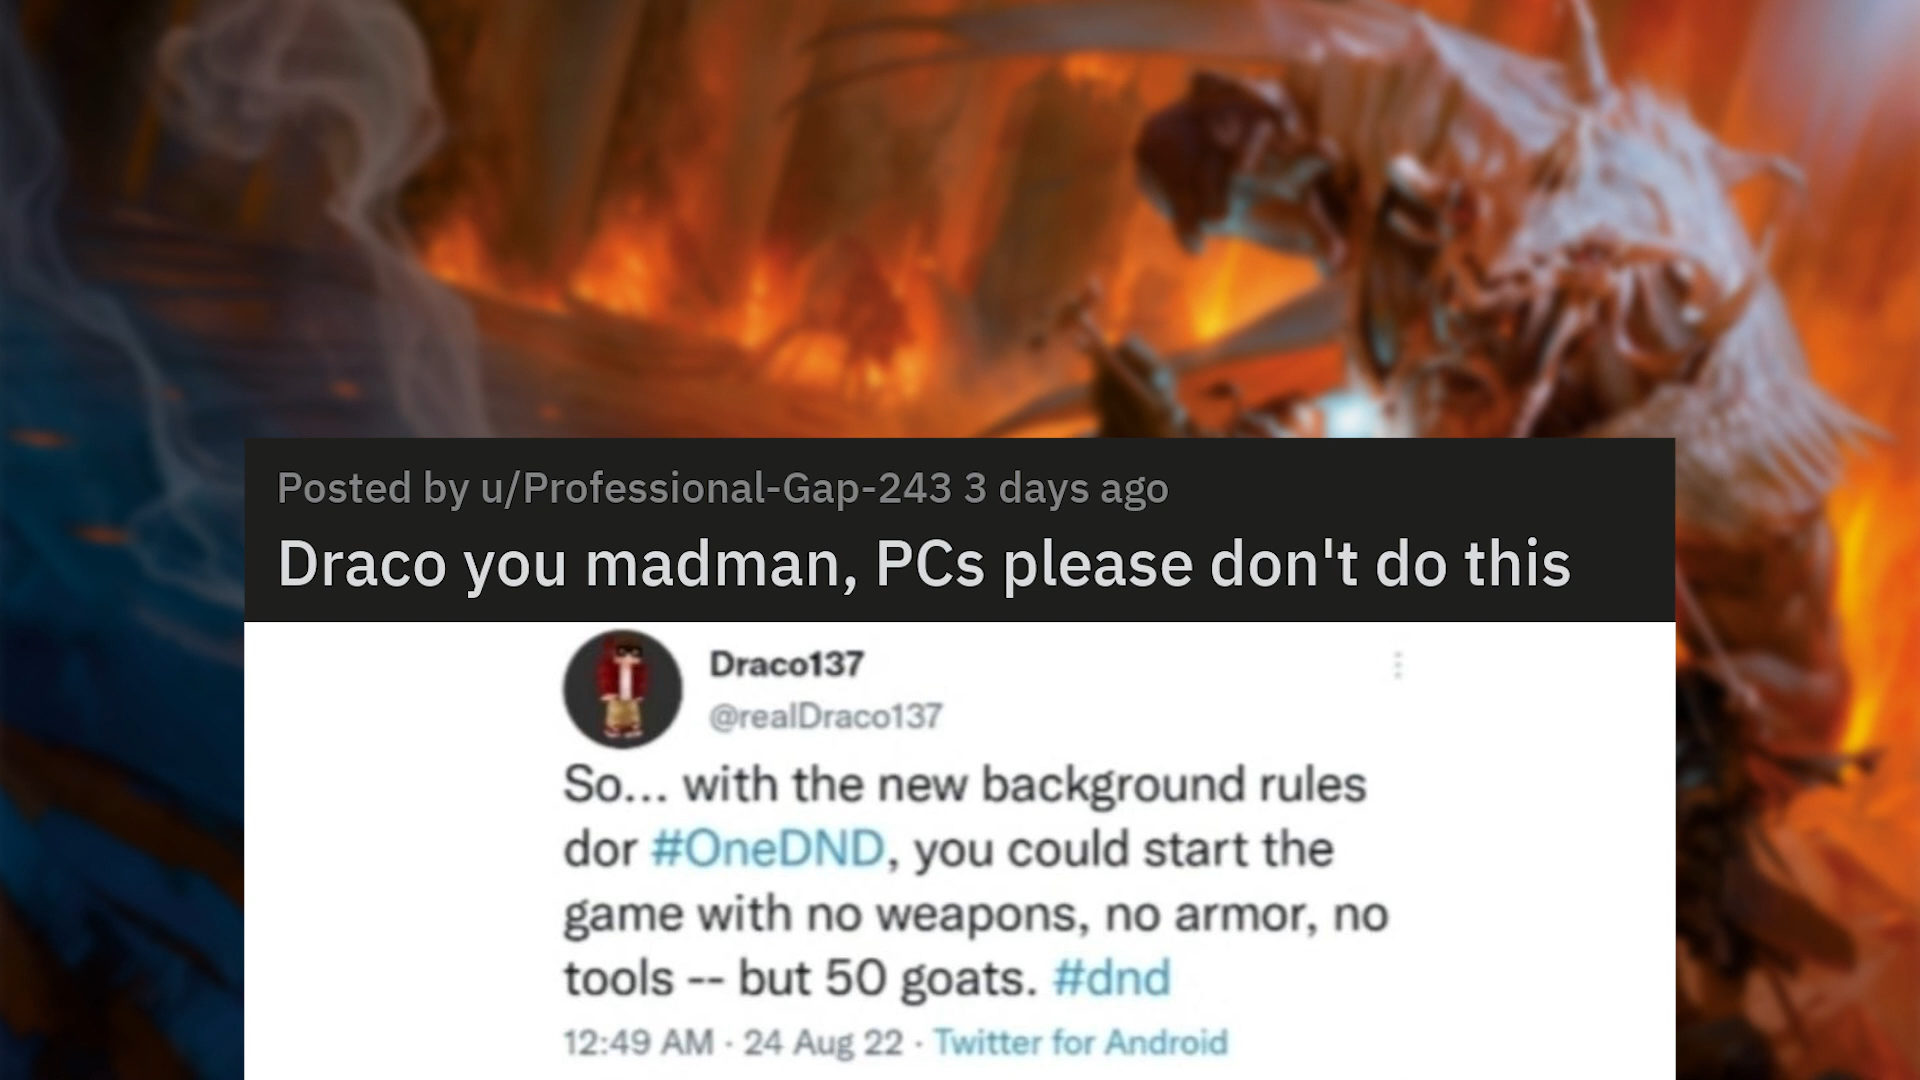 Posted by u/Professional-Gap-243 3 days ago
Draco you madman, PCs please don't do this
Draco137
@realDraco137
So... with the new background rules
dor #OneDND, you could start the
game with no weapons, no armor, no
tools -- but 50 goats. #dnd
12:49 AM · 24 Aug 22 · Twitter for Android